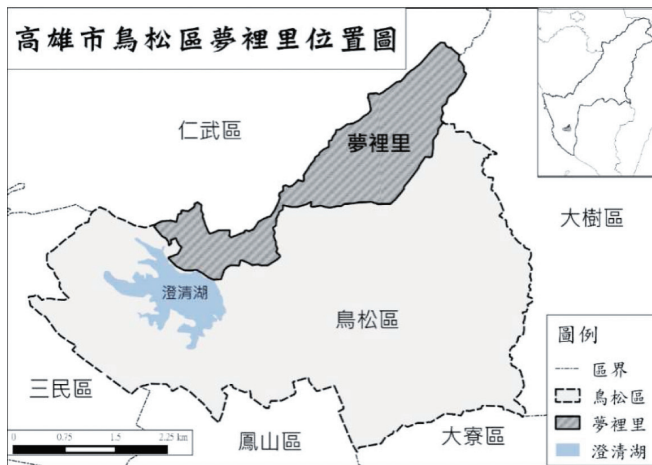 高雄市鳥松區夢裡里位置圖
仁武區
夢裡里
大樹區
澄清湖
鳥松區
三民區
鳳山區
大寮區
0 0.75 1.5 2.25 km
圖例
區界
鳥松區
夢裡里
澄清湖